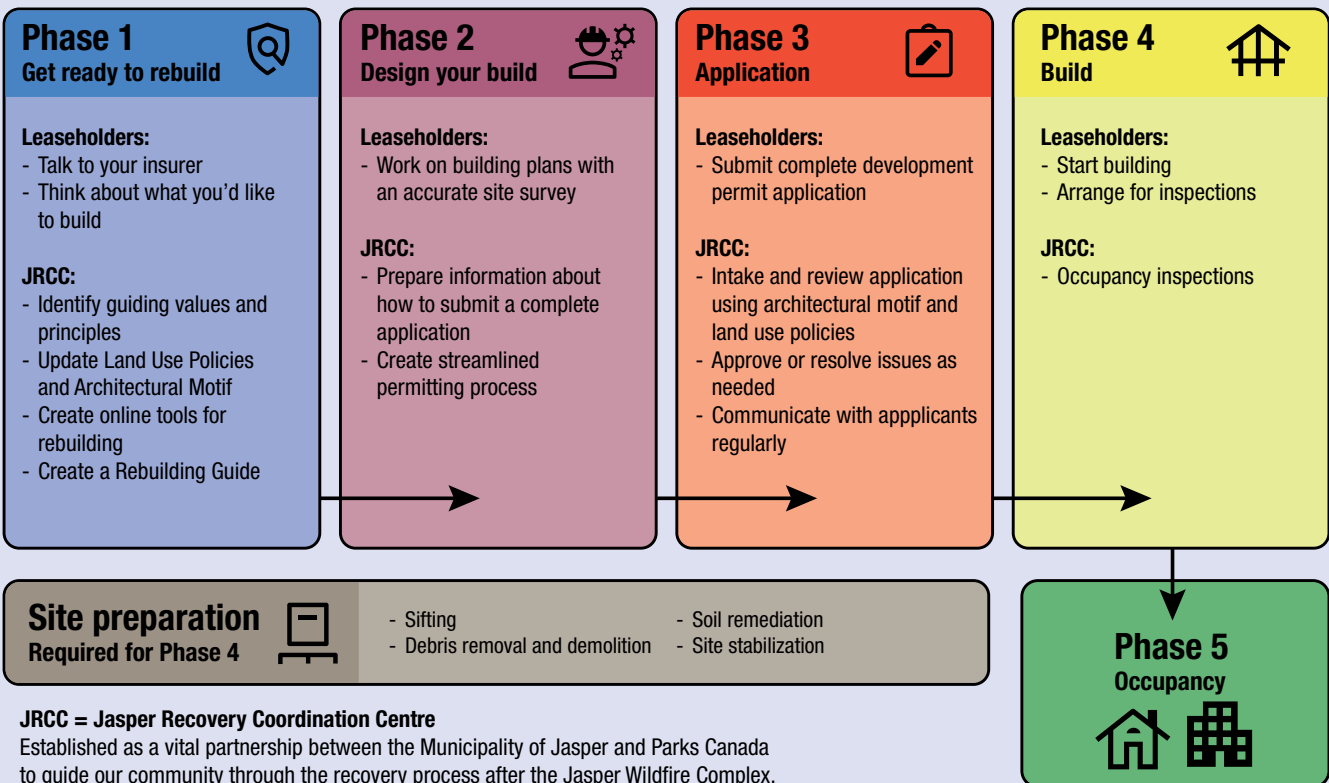 Phase 1
Get ready to rebuild
Leaseholders:
- Talk to your insurer
- Think about what you'd like
to build
JRCC:
- Identify guiding values and
principles
- Update Land Use Policies
and Architectural Motif
- Create online tools for
rebuilding
- Create a Rebuilding Guide
Phase 2
Design your build
Leaseholders:
- Work on building plans with
an accurate site survey
JRCC:
- Prepare information about
how to submit a complete
application
- Create streamlined
permitting process
Phase 3
Application
Leaseholders:
- Submit complete development
permit application
JRCC:
- Intake and review application
using architectural motif and
land use policies
- Approve or resolve issues as
needed
- Communicate with appplicants
regularly
Phase 4
Build
Leaseholders:
- Start building
- Arrange for inspections
JRCC:
- Occupancy inspections
Site preparation
Required for Phase 4
- Sifting
- Debris removal and demolition
- Soil remediation
- Site stabilization
Phase 5
Occupancy
JRCC = Jasper Recovery Coordination Centre
Established as a vital partnership between the Municipality of Jasper and Parks Canada
to guide our community through the recovery process after the Jasper Wildfire Complex.